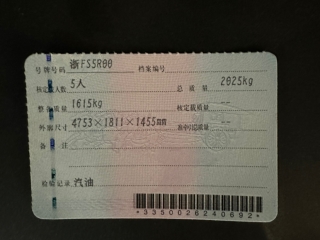 号牌号码 浙FS5R00 档案编号
核定载人数 5人 总质量 2025kg
整备质量 1615kg 核定载质量 --
外廓尺寸 4753×1811×1455mm 准牵引总质量 --
备注
检验记录 汽油
*3350026240692*